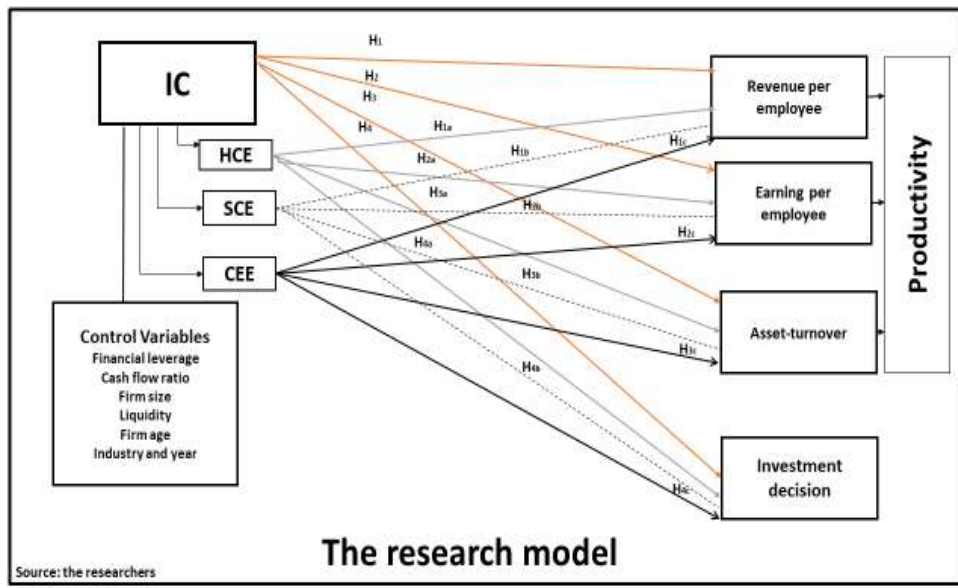 IC
HCE
SCE
CEE
Control Variables
Financial leverage
Cash flow ratio
Firm size
Liquidity
Firm age
Industry and year
H1
H2
H3
H4
H1a
H2a
H3a
H4a
H1b
H2b
H3b
H4b
H1c
H2c
H3c
H4c
Revenue per
employee
Earning per
employee
Asset-turnover
Investment
decision
Productivity
The research model
Source: the researchers